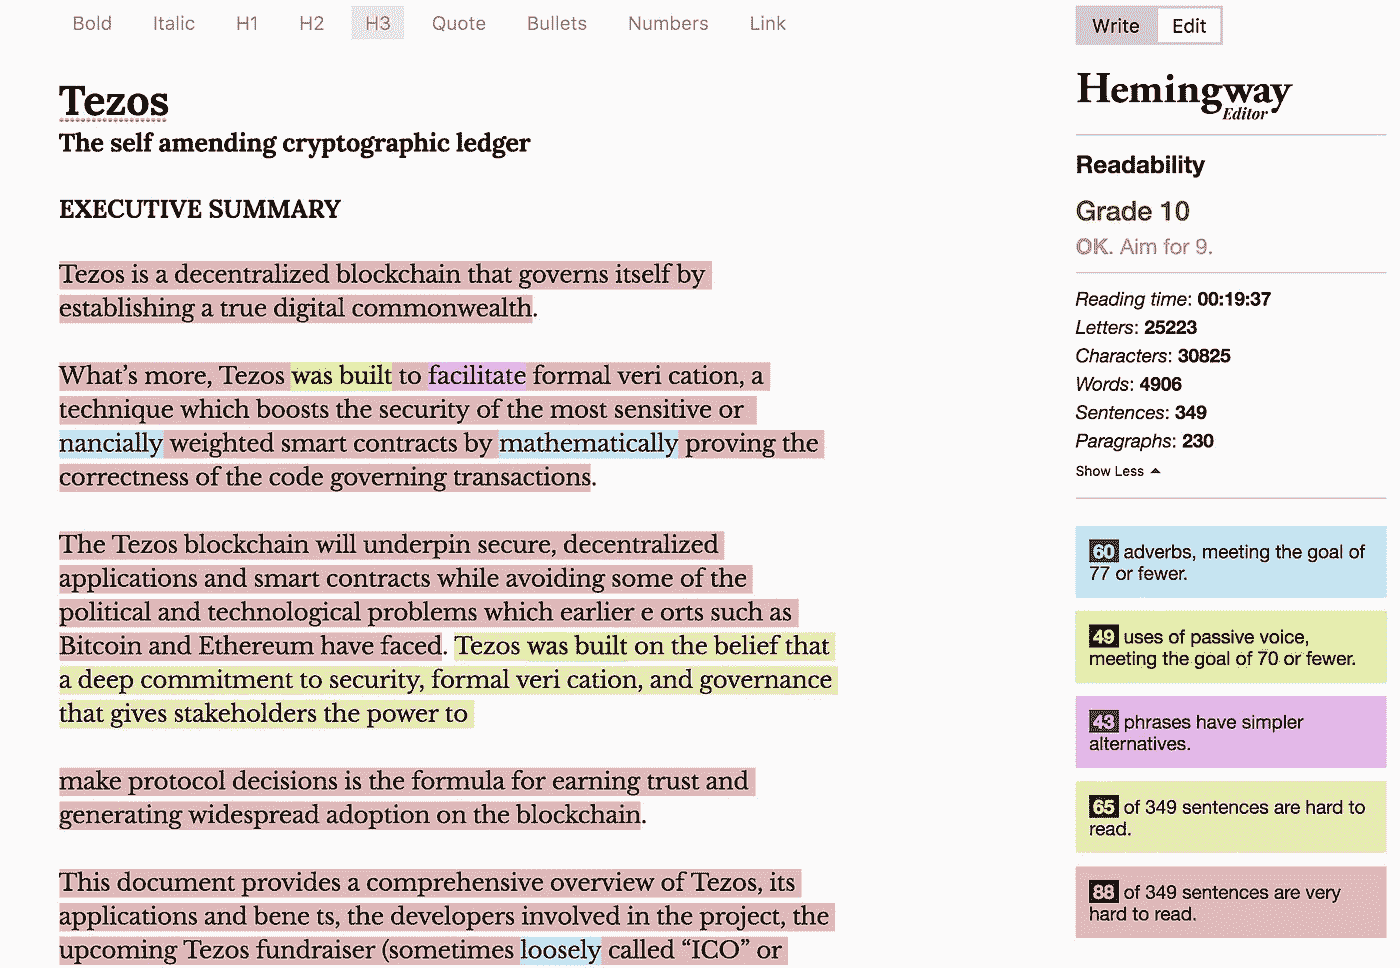 Bold Italic H1 H2 H3 Quote Bullets Numbers Link
Write Edit
Tezos
The self amending cryptographic ledger
EXECUTIVE SUMMARY
Tezos is a decentralized blockchain that governs itself by
establishing a true digital commonwealth.
What's more, Tezos was built to facilitate formal veri cation, a
technique which boosts the security of the most sensitive or
nancially weighted smart contracts by mathematically proving the
correctness of the code governing transactions.
The Tezos blockchain will underpin secure, decentralized
applications and smart contracts while avoiding some of the
political and technological problems which earlier e orts such as
Bitcoin and Ethereum have faced. Tezos was built on the belief that
a deep commitment to security, formal veri cation, and governance
that gives stakeholders the power to
make protocol decisions is the formula for earning trust and
generating widespread adoption on the blockchain.
This document provides a comprehensive overview of Tezos, its
applications and bene ts, the developers involved in the project, the
upcoming Tezos fundraiser (sometimes loosely called “ICO” or
Hemingway
Editor
Readability
Grade 10
OK. Aim for 9.
Reading time: 00:19:37
Letters: 25223
Characters: 30825
Words: 4906
Sentences: 349
Paragraphs: 230
Show Less
60 adverbs, meeting the goal of
77 or fewer.
49 uses of passive voice,
meeting the goal of 70 or fewer.
43 phrases have simpler
alternatives.
65 of 349 sentences are hard to
read.
88 of 349 sentences are very
hard to read.